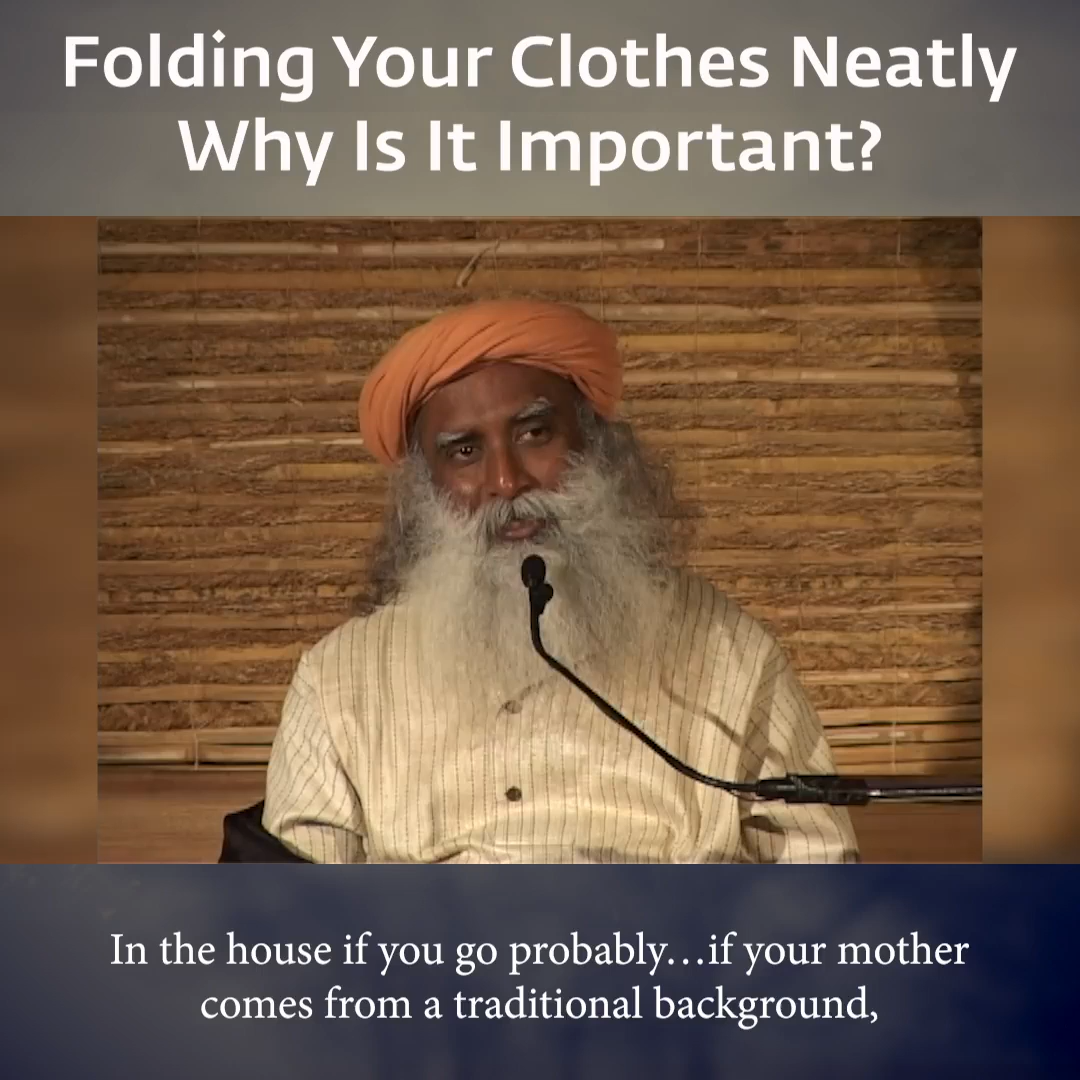 Folding Your Clothes Neatly
Why Is It Important?
In the house if you go probably…if your mother
comes from a traditional background,